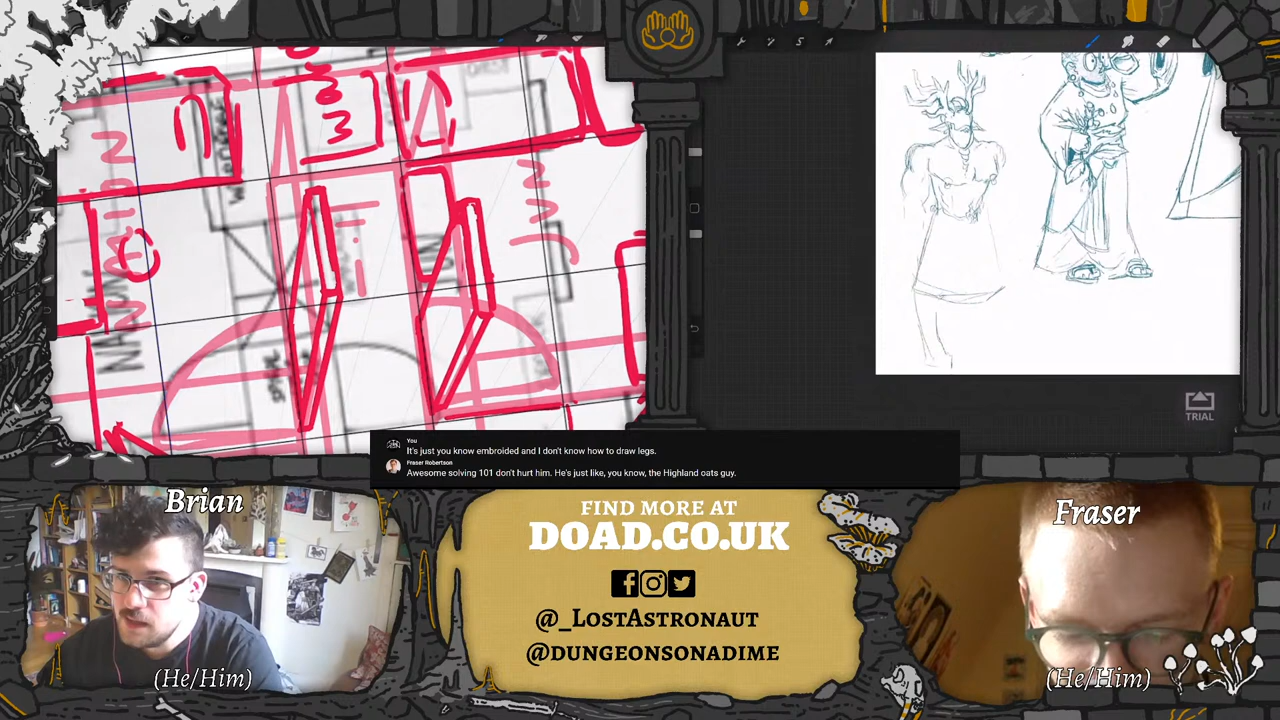 TRIAL
You
It's just you know embroided and I don't know how to draw legs.
Fraser Robertson
Awesome solving 101 don't hurt him. He's just like, you know, the Highland oats guy.
Brian
(He/Him)
FIND MORE AT
DOAD.CO.UK
@_LostAstronaut
@DUNGEONSONADIME
Fraser
(He/Him)